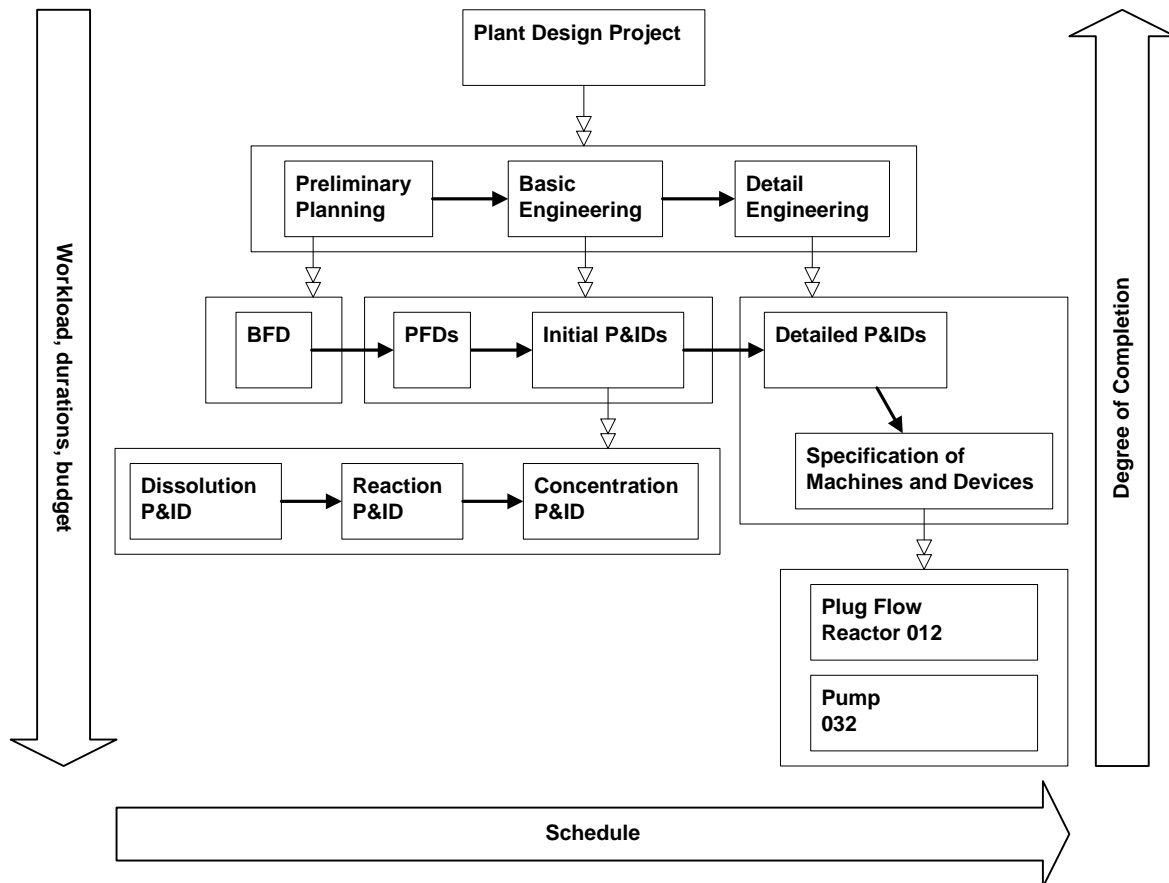 Plant Design Project
Preliminary
Planning
Basic
Engineering
Detail
Engineering
BFD
PFDs
Initial P&IDs
Detailed P&IDs
Specification of
Machines and Devices
Dissolution
P&ID
Reaction
P&ID
Concentration
P&ID
Plug Flow
Reactor 012
Pump
032
Workload, durations, budget
Degree of Completion
Schedule